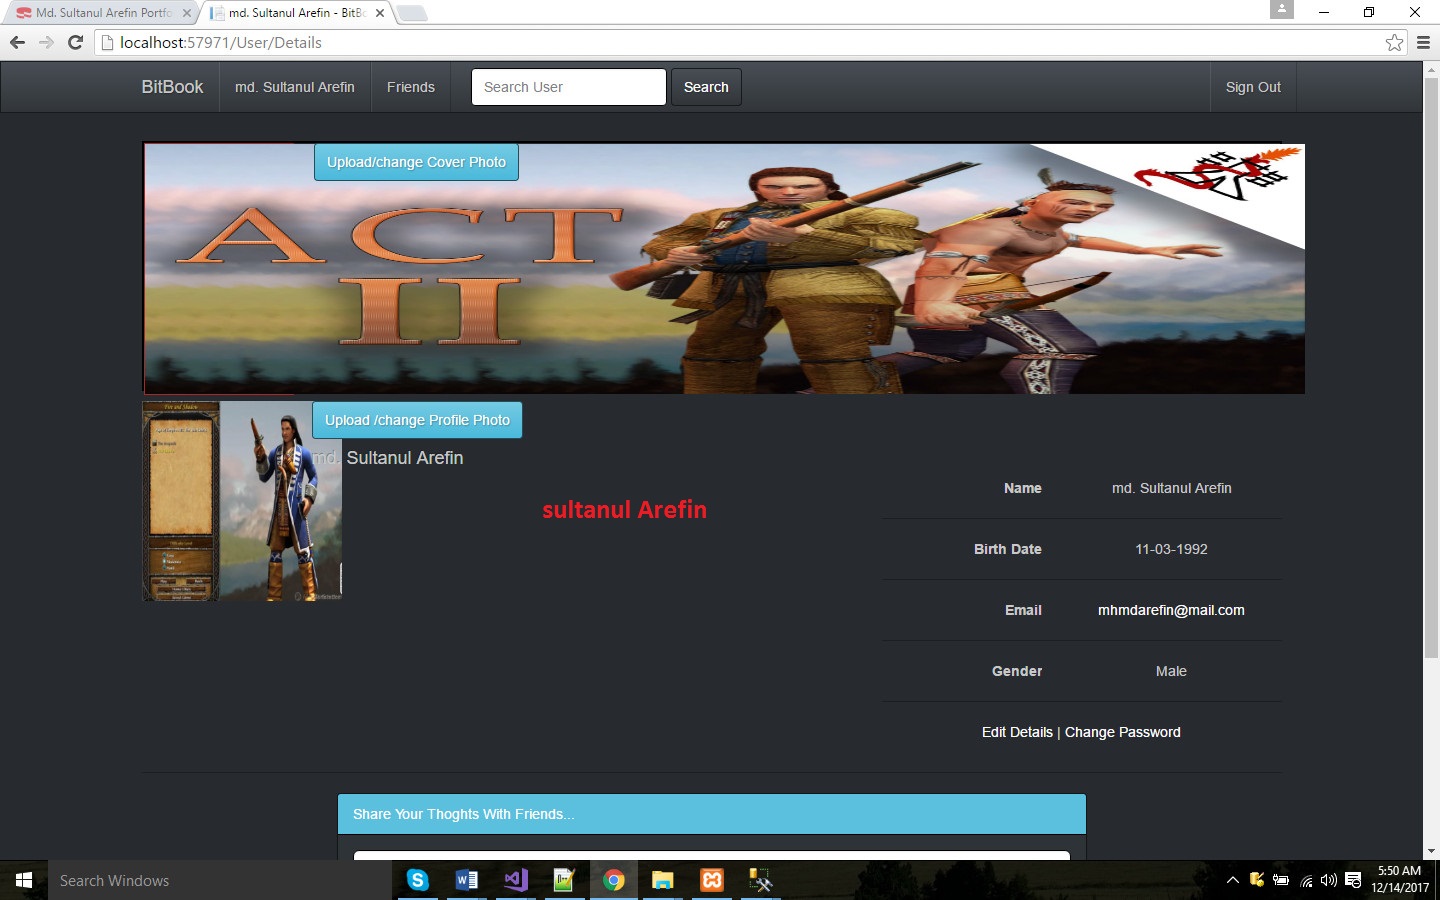 Md. Sultanul Arefin Portfo
md. Sultanul Arefin - BitBo
localhost:57971/User/Details
BitBook
md. Sultanul Arefin
Friends
Search User
Search
Sign Out
Upload/change Cover Photo
ACT
II
Upload /change Profile Photo
md. Sultanul Arefin
sultanul Arefin
Name md. Sultanul Arefin
Birth Date 11-03-1992
Email mhmdarefin@mail.com
Gender Male
Edit Details | Change Password
Share Your Thoghts With Friends...
Search Windows
5:50 AM
12/14/2017